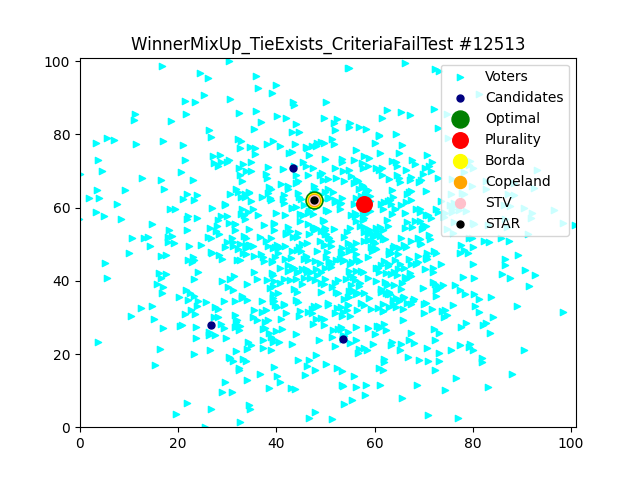 WinnerMixUp_TieExists_CriteriaFailTest #12513
100
80
60
40
20
0
0
20
40
60
80
100
Voters
Candidates
Optimal
Plurality
Borda
Copeland
STV
STAR